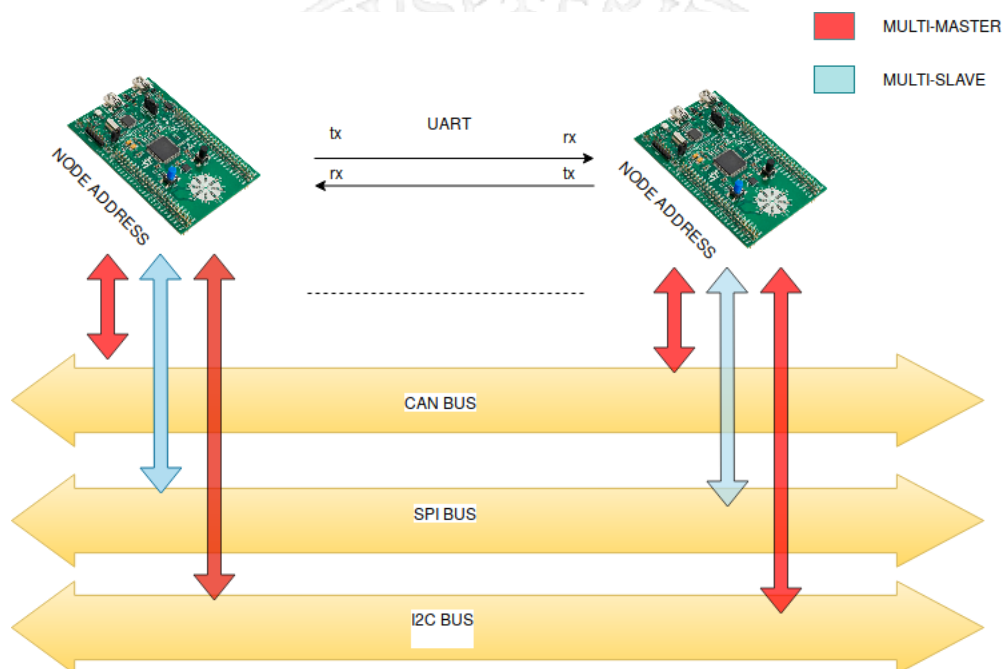 MULTI-MASTER
MULTI-SLAVE
UART
tx
rx
rx
tx
NODE ADDRESS
NODE ADDRESS
CAN BUS
SPI BUS
I2C BUS